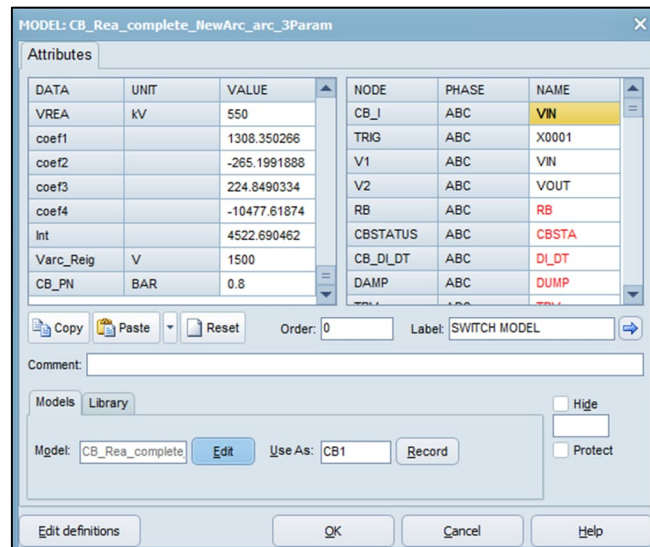 MODEL: CB_Rea_complete_NewArc_arc_3Param
Attributes
DATA UNIT VALUE
VREA kV 550
coef1 1308.350266
coef2 -265.1991888
coef3 224.8490334
coef4 -10477.61874
Int 4522.690462
Varc_Reig V 1500
CB_PN BAR 0.8
NODE PHASE NAME
CB_I ABC VIN
TRIG ABC X0001
V1 ABC VIN
V2 ABC VOUT
RB ABC RB
CBSTATUS ABC CBSTA
CB_DI_DT ABC DI_DT
DAMP ABC DUMP
Copy Paste Reset Order: 0 Label: SWITCH MODEL
Comment:
Models Library
Hide
Model: CB_Rea_complete_ Edit Use As: CB1 Record
Protect
Edit definitions OK Cancel Help